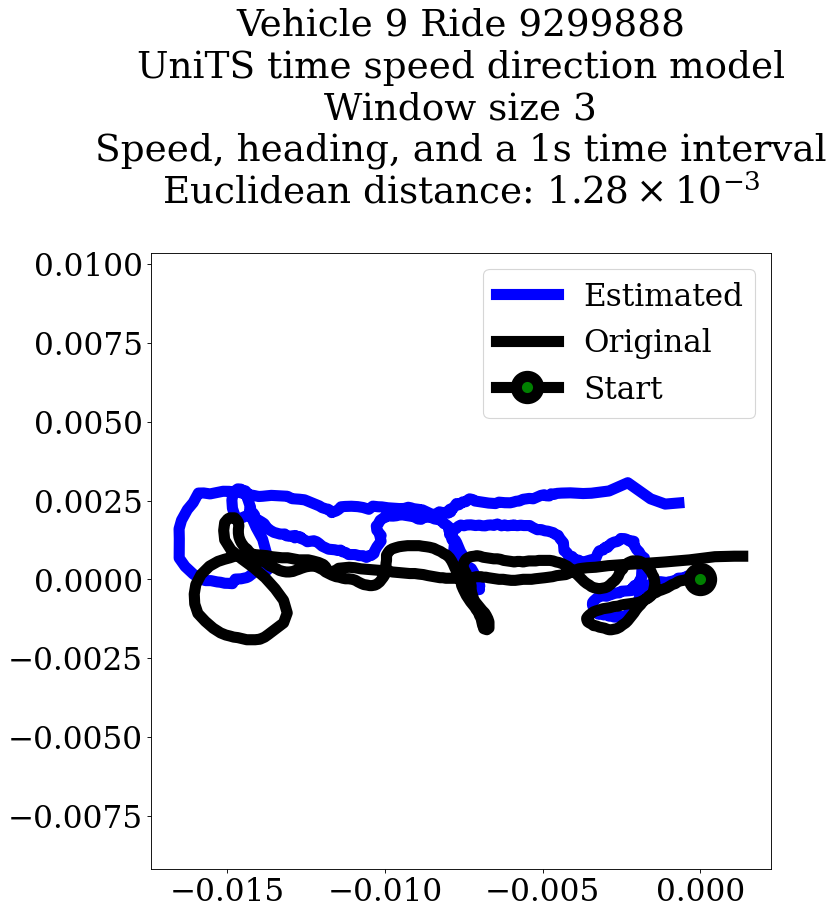 Vehicle 9 Ride 9299888
UniTS time speed direction model
Window size 3
Speed, heading, and a 1s time interval
Euclidean distance: 1.28 × 10⁻³
Estimated
Original
Start
0.0100
0.0075
0.0050
0.0025
0.0000
−0.0025
−0.0050
−0.0075
−0.015 −0.010 −0.005 0.000